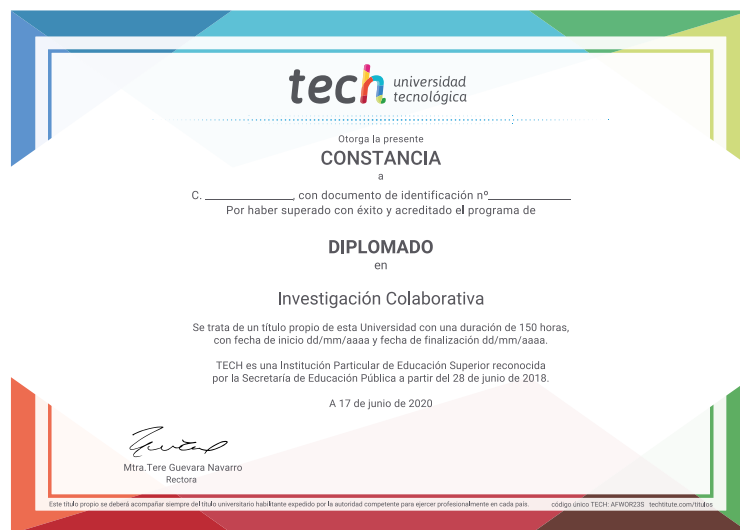 tech universidad
tecnológica
Otorga la presente
CONSTANCIA
a
C. ______________, con documento de identificación nº______________
Por haber superado con éxito y acreditado el programa de
DIPLOMADO
en
Investigación Colaborativa
Se trata de un título propio de esta Universidad con una duración de 150 horas,
con fecha de inicio dd/mm/aaaa y fecha de finalización dd/mm/aaaa.
TECH es una Institución Particular de Educación Superior reconocida
por la Secretaría de Educación Pública a partir del 28 de junio de 2018.
A 17 de junio de 2020
Mtra.Tere Guevara Navarro
Rectora
Este título propio se deberá acompañar siempre del título universitario habilitante expedido por la autoridad competente para ejercer profesionalmente en cada país. código único TECH: AFWOR23S techtitute.com/titulos